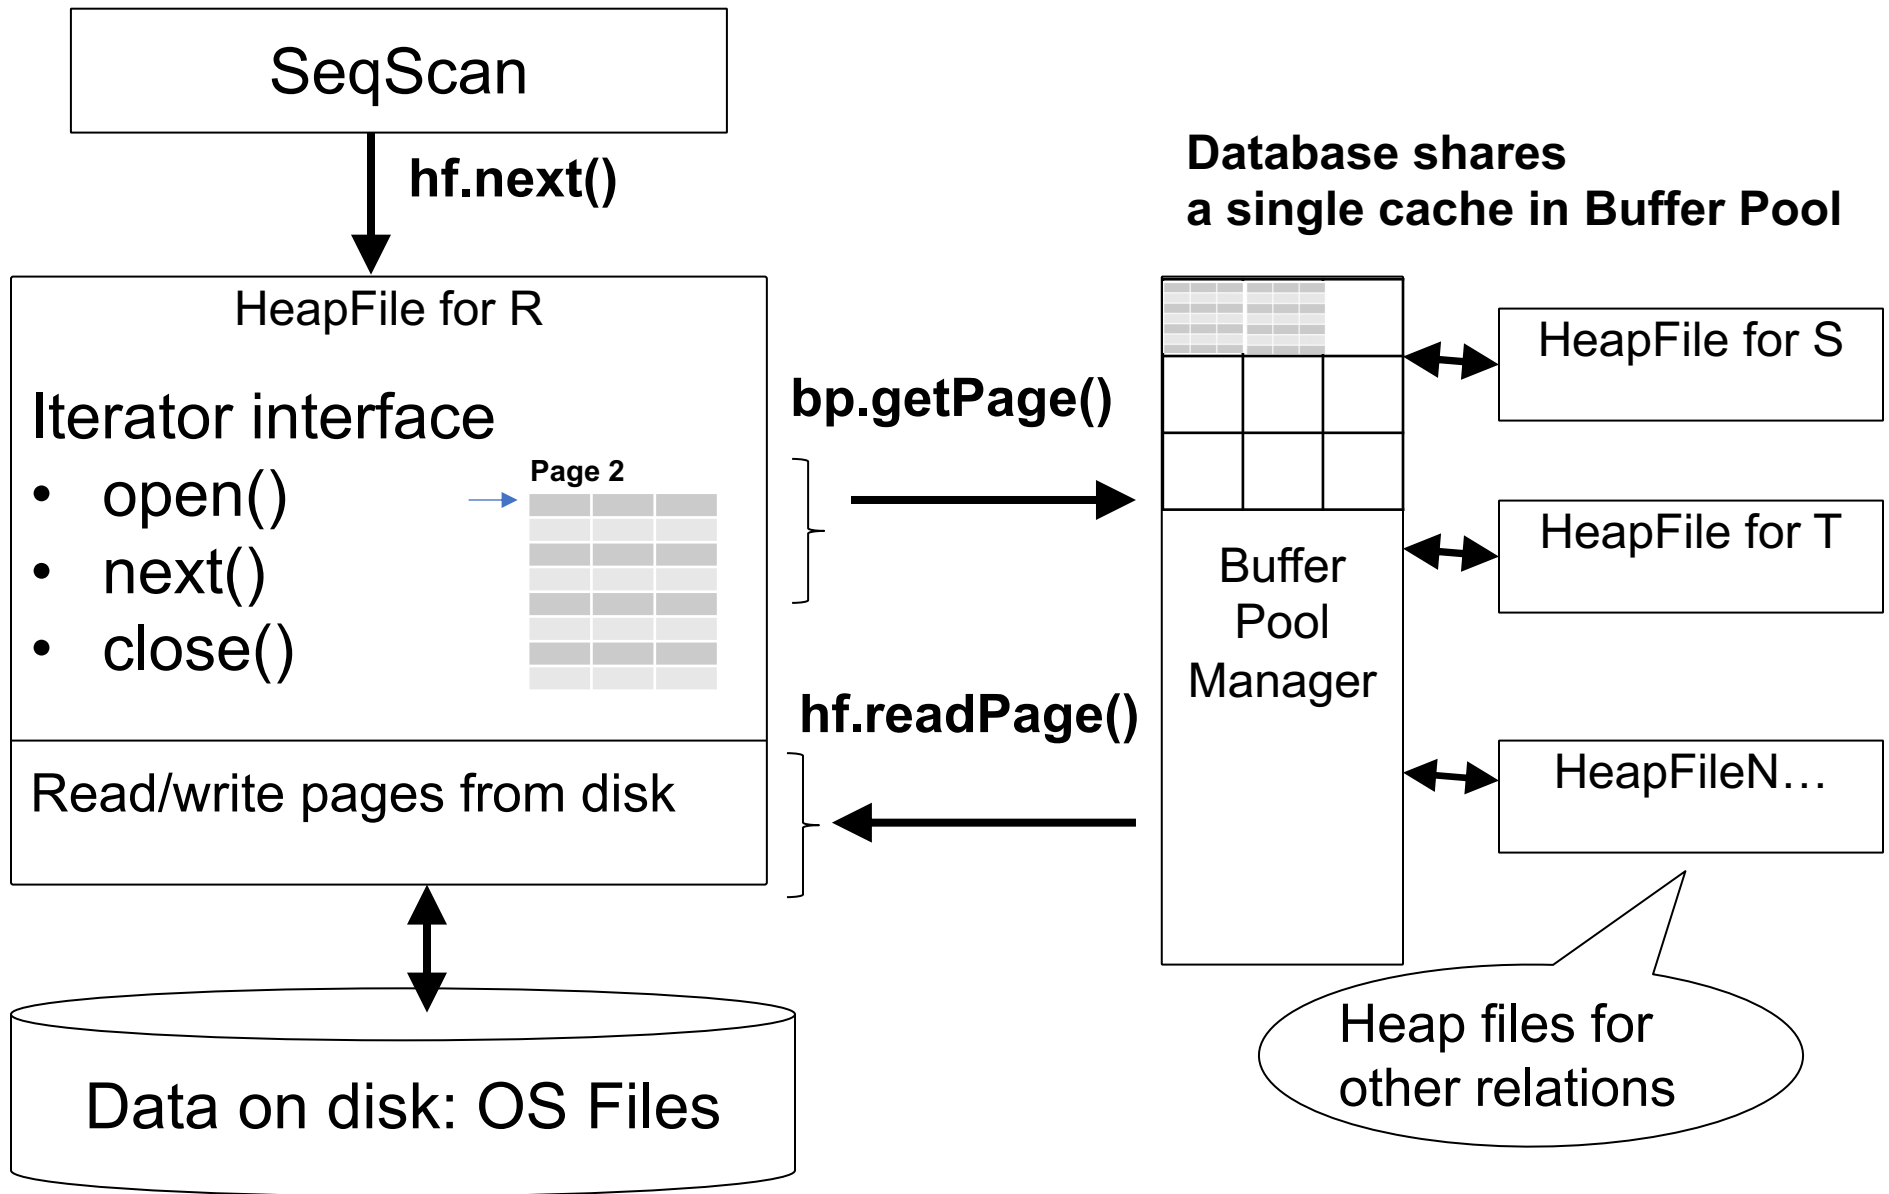 SeqScan
hf.next()
Database shares
a single cache in Buffer Pool
HeapFile for R
Iterator interface
• open()
• next()
• close()
Page 2
Read/write pages from disk
bp.getPage()
hf.readPage()
Buffer
Pool
Manager
HeapFile for S
HeapFile for T
HeapFileN…
Heap files for
other relations
Data on disk: OS Files